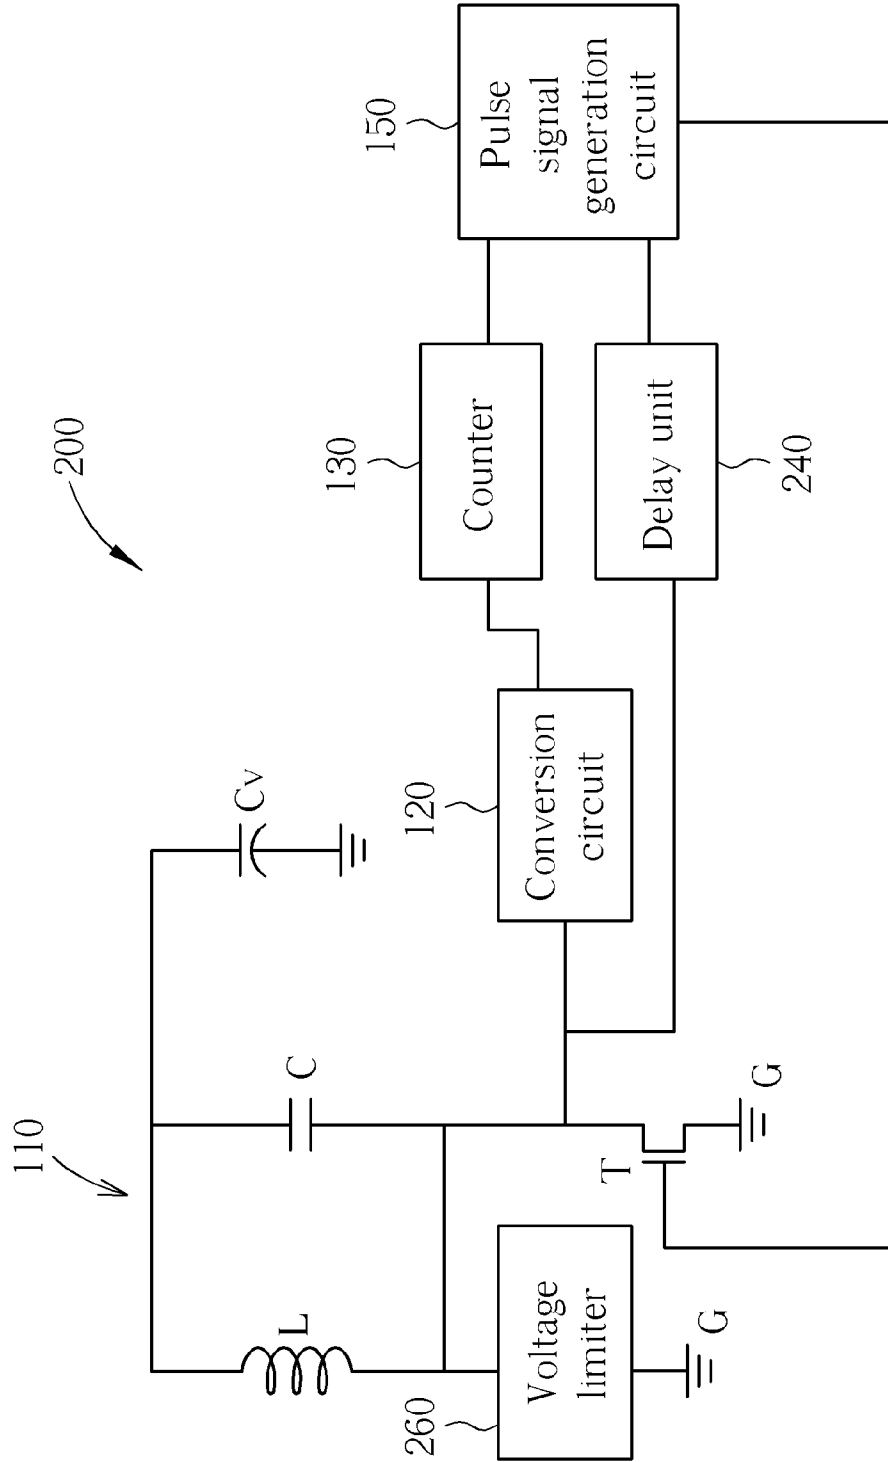 200
110
L
C
Cv
260
Voltage
limiter
G
T
G
120
Conversion
circuit
130
Counter
Delay unit
240
150
Pulse
signal
generation
circuit